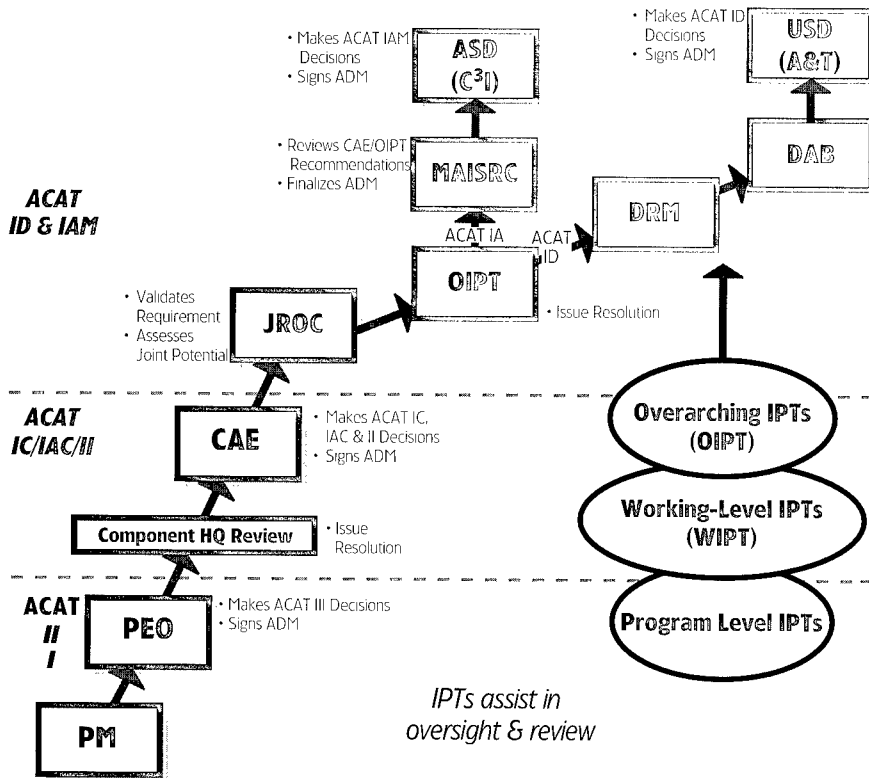 • Makes ACAT IAM
Decisions
• Signs ADM
ASD
(C³I)
• Makes ACAT ID
Decisions
• Signs ADM
USD
(A&T)
• Reviews CAE/OIPT
Recommendations
• Finalizes ADM
MAISRC
DAB
ACAT
ID & IAM
DRM
ACAT IA
ACAT
ID
OIPT
• Issue Resolution
• Validates
Requirement
• Assesses
Joint Potential
JROC
ACAT
IC/IAC/II
CAE
• Makes ACAT IC,
IAC & II Decisions
• Signs ADM
Overarching IPTs
(OIPT)
Component HQ Review
• Issue
Resolution
Working-Level IPTs
(WIPT)
ACAT
II
I
PEO
• Makes ACAT III Decisions
• Signs ADM
Program Level IPTs
PM
IPTs assist in
oversight & review